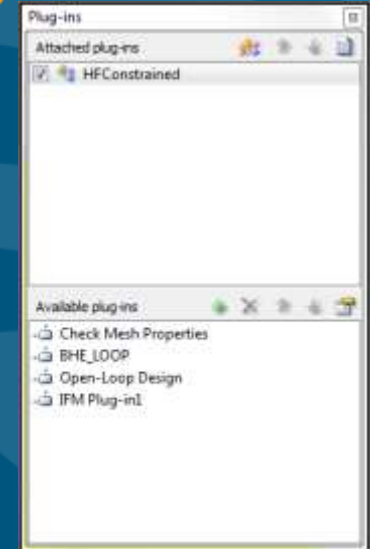 Plug-ins
Attached plug-ins
HFConstrained
Available plug-ins
Check Mesh Properties
BHE_LOOP
Open-Loop Design
IFM Plug-in1